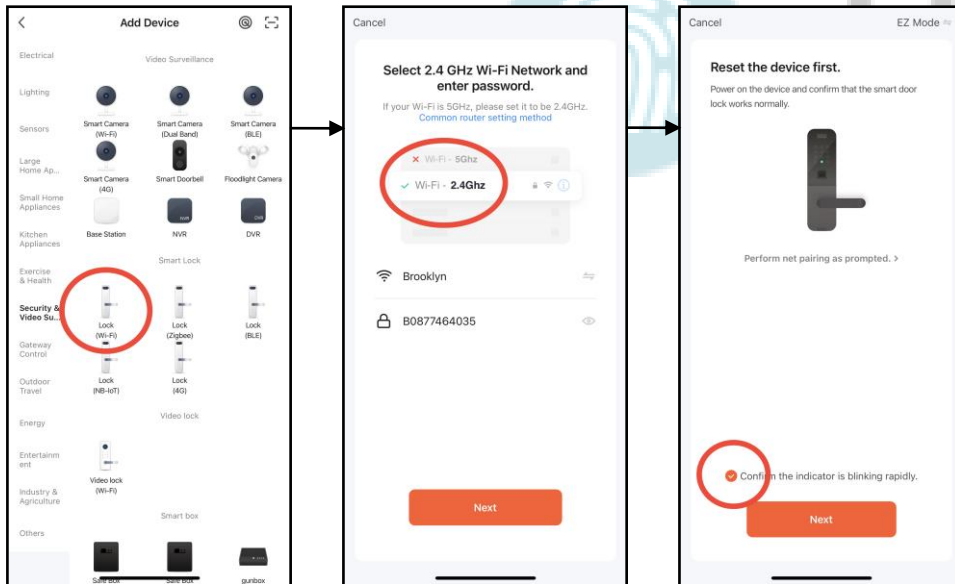 Add Device
Electrical
Lighting
Sensors
Large
Home Ap...
Small Home
Appliances
Kitchen
Appliances
Exercise
& Health
Security &
Video Su...
Gateway
Control
Outdoor
Travel
Energy
Entertainm
ent
Industry &
Agriculture
Others
Video Surveillance
Smart Camera
(Wi-Fi)
Smart Camera
(Dual Band)
Smart Camera
(BLE)
Smart Camera
(4G)
Smart Doorbell
Floodlight Camera
Base Station
NVR
DVR
Smart Lock
Lock
(Wi-Fi)
Lock
(Zigbee)
Lock
(BLE)
Lock
(NB-IoT)
Lock
(4G)
Video lock
Video lock
(Wi-Fi)
Smart box
Safe Box
Safe Box
gunbox
Cancel
Select 2.4 GHz Wi-Fi Network and
enter password.
If your Wi-Fi is 5GHz, please set it to be 2.4GHz.
Common router setting method
Wi-Fi - 5Ghz
Wi-Fi - 2.4Ghz
Brooklyn
B0877464035
Next
Cancel
EZ Mode
Reset the device first.
Power on the device and confirm that the smart door
lock works normally.
Perform net pairing as prompted. >
Confirm the indicator is blinking rapidly.
Next